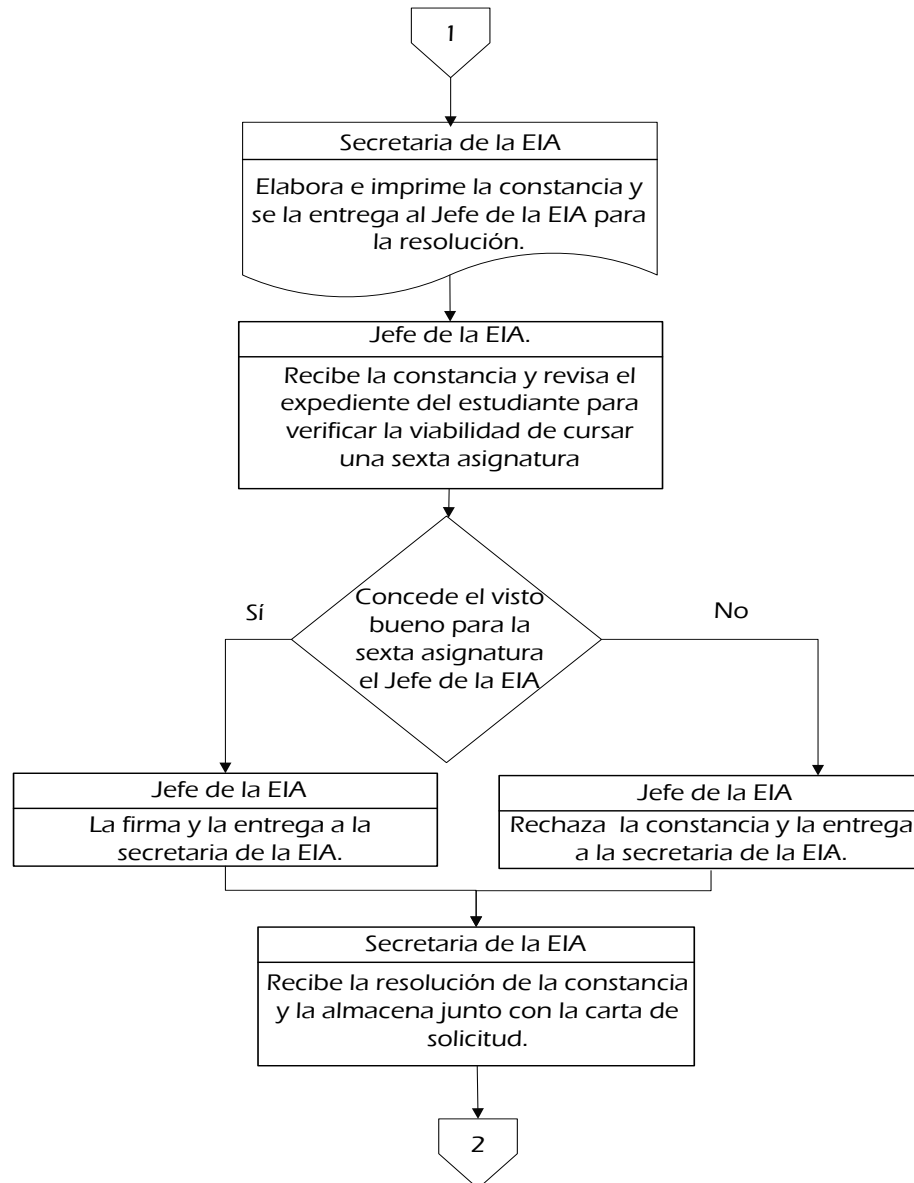 1
Secretaria de la EIA
Elabora e imprime la constancia y
se la entrega al Jefe de la EIA para
la resolución.
Jefe de la EIA.
Recibe la constancia y revisa el
expediente del estudiante para
verificar la viabilidad de cursar
una sexta asignatura
Concede el visto
bueno para la
sexta asignatura
el Jefe de la EIA
Sí
No
Jefe de la EIA
La firma y la entrega a la
secretaria de la EIA.
Jefe de la EIA
Rechaza la constancia y la entrega
a la secretaria de la EIA.
Secretaria de la EIA
Recibe la resolución de la constancia
y la almacena junto con la carta de
solicitud.
2